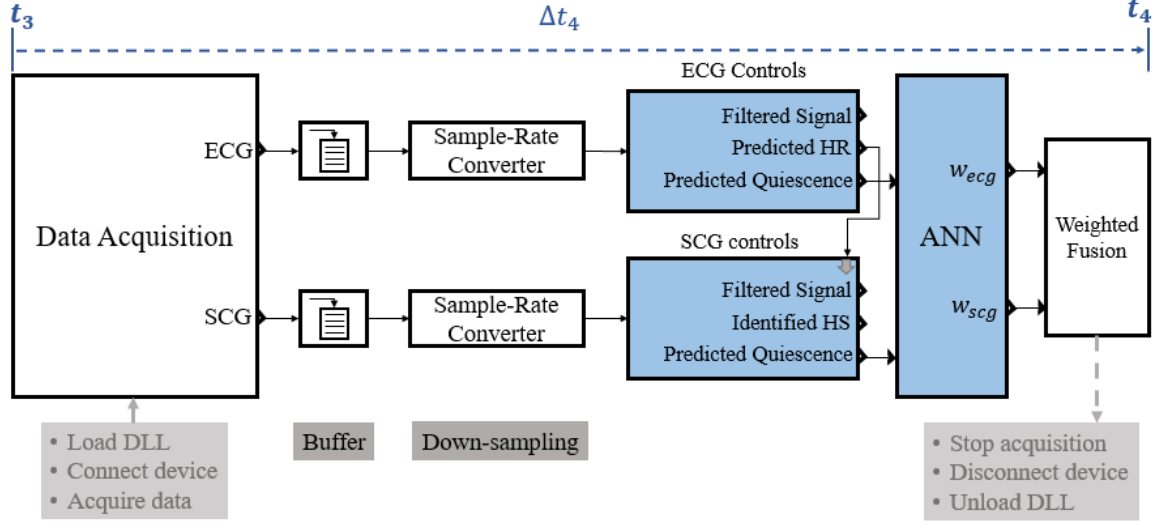 t₃
Δt₄
t₄
ECG Controls
Data Acquisition
ECG
SCG
Sample-Rate
Converter
Filtered Signal
Predicted HR
Predicted Quiescence
SCG controls
Sample-Rate
Converter
Filtered Signal
Identified HS
Predicted Quiescence
ANN
w_ecg
w_scg
Weighted
Fusion
• Load DLL
• Connect device
• Acquire data
Buffer
Down-sampling
• Stop acquisition
• Disconnect device
• Unload DLL